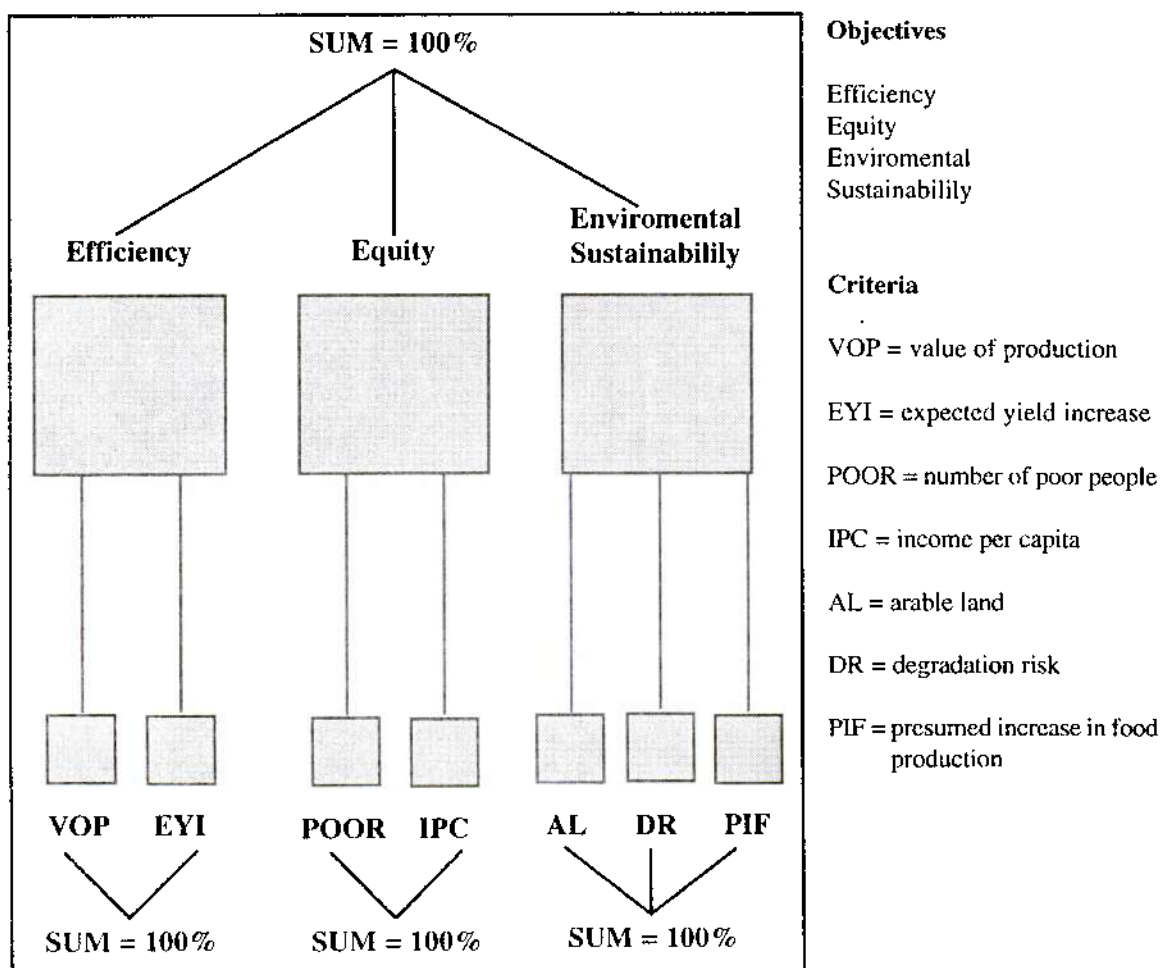 SUM = 100%
Efficiency
Equity
Enviromental
Sustainabilily
VOP
EYI
POOR
IPC
AL
DR
PIF
SUM = 100%
SUM = 100%
SUM = 100%
Objectives
Efficiency
Equity
Enviromental
Sustainabilily
Criteria
VOP = value of production
EYI = expected yield increase
POOR = number of poor people
IPC = income per capita
AL = arable land
DR = degradation risk
PIF = presumed increase in food
production